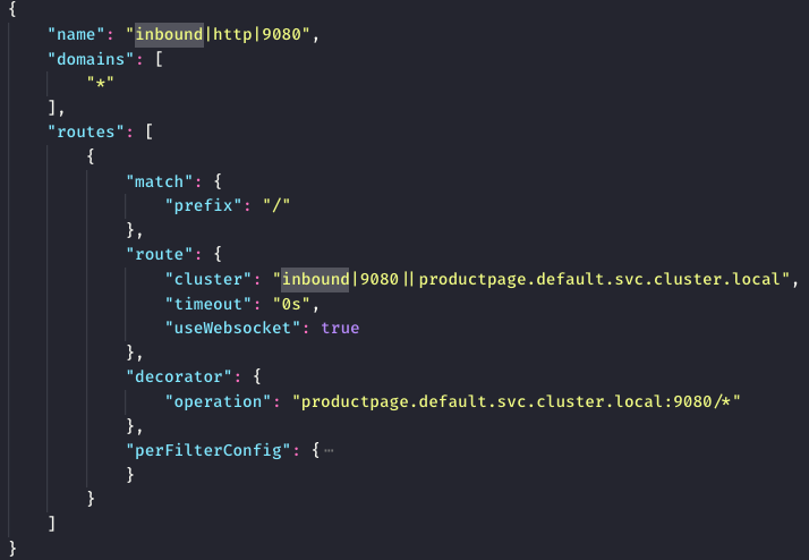 {
    "name": "inbound|http|9080",
    "domains": [
        "*"
    ],
    "routes": [
        {
            "match": {
                "prefix": "/"
            },
            "route": {
                "cluster": "inbound|9080||productpage.default.svc.cluster.local",
                "timeout": "0s",
                "useWebsocket": true
            },
            "decorator": {
                "operation": "productpage.default.svc.cluster.local:9080/*"
            },
            "perFilterConfig": {⋯
            }
        }
    ]
}